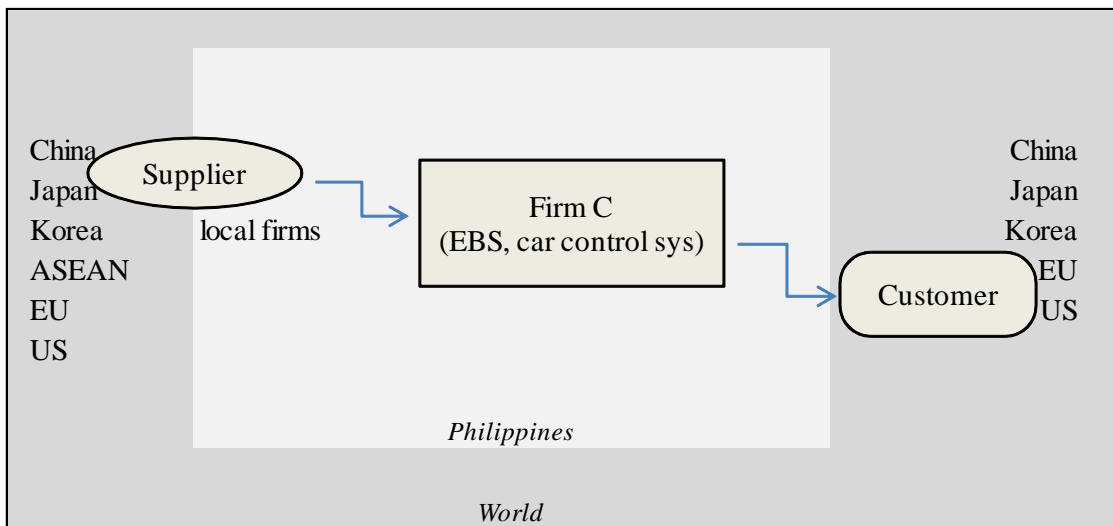 China
Japan
Korea
ASEAN
EU
US
Supplier
local firms
Firm C
(EBS, car control sys)
Customer
China
Japan
Korea
EU
US
Philippines
World